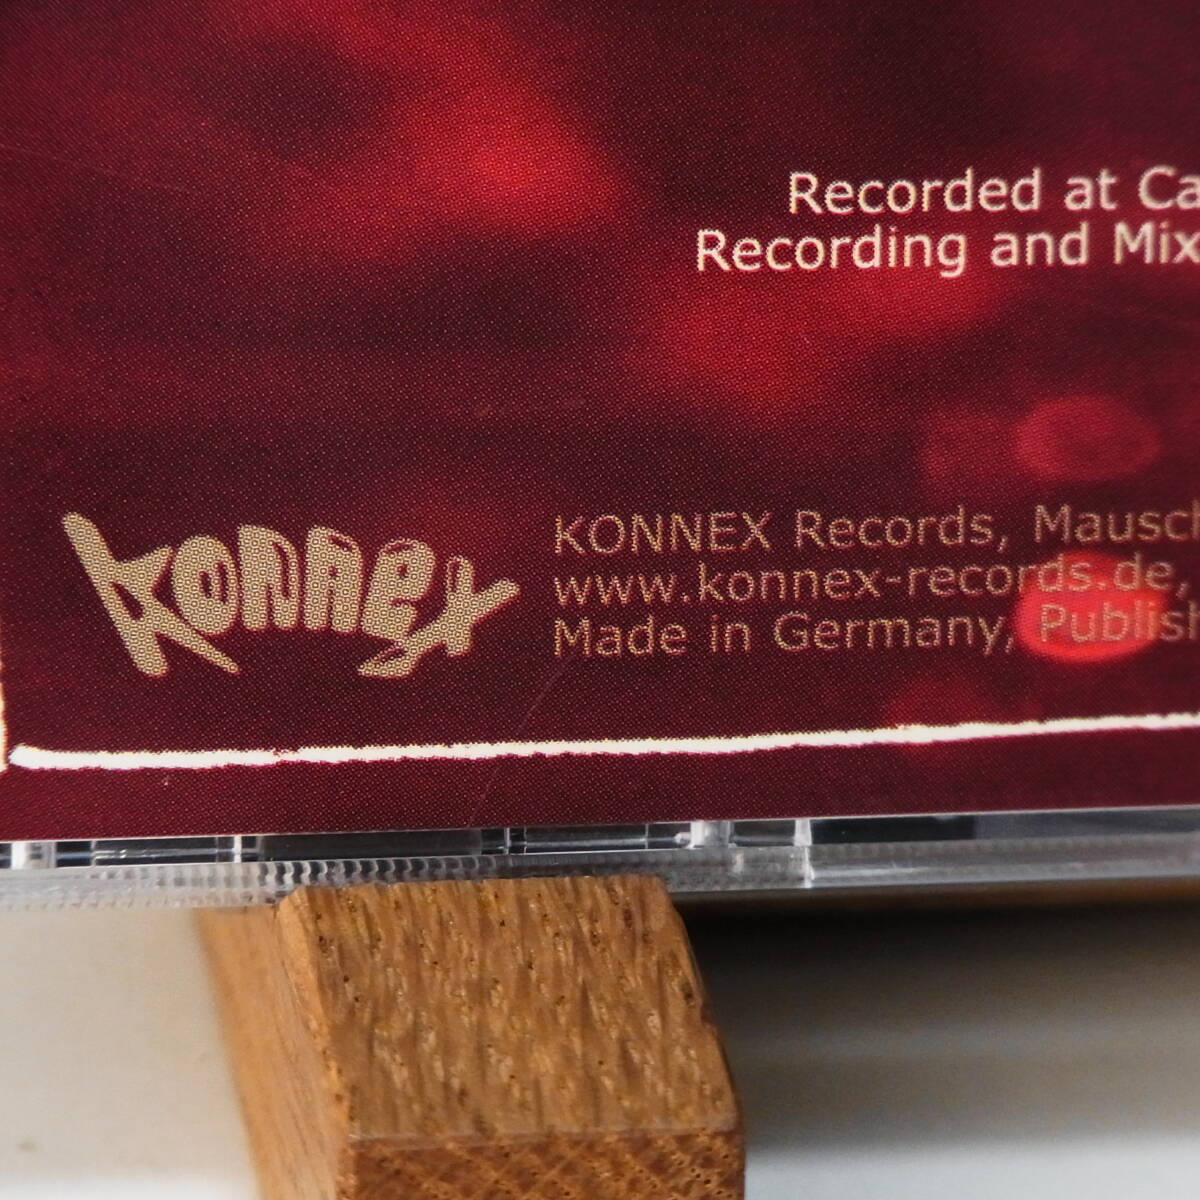 Recorded at Ca
Recording and Mix
Konnex
KONNEX Records, Mausch
www.konnex-records.de,
Made in Germany, Publish